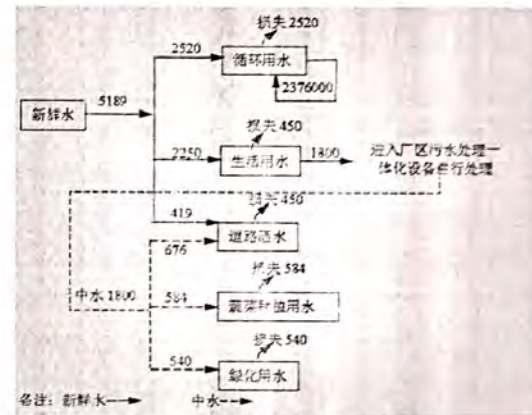 损失2520
2520
循环用水
2376000
5189
新鲜水
损失450
2250
生活用水
1800
进入厂区污水处理一
体化设备进行处理
损失450
419
道路洒水
676
损失584
中水1800
584
蔬菜种植用水
损失540
540
绿化用水
备注：新鲜水
中水